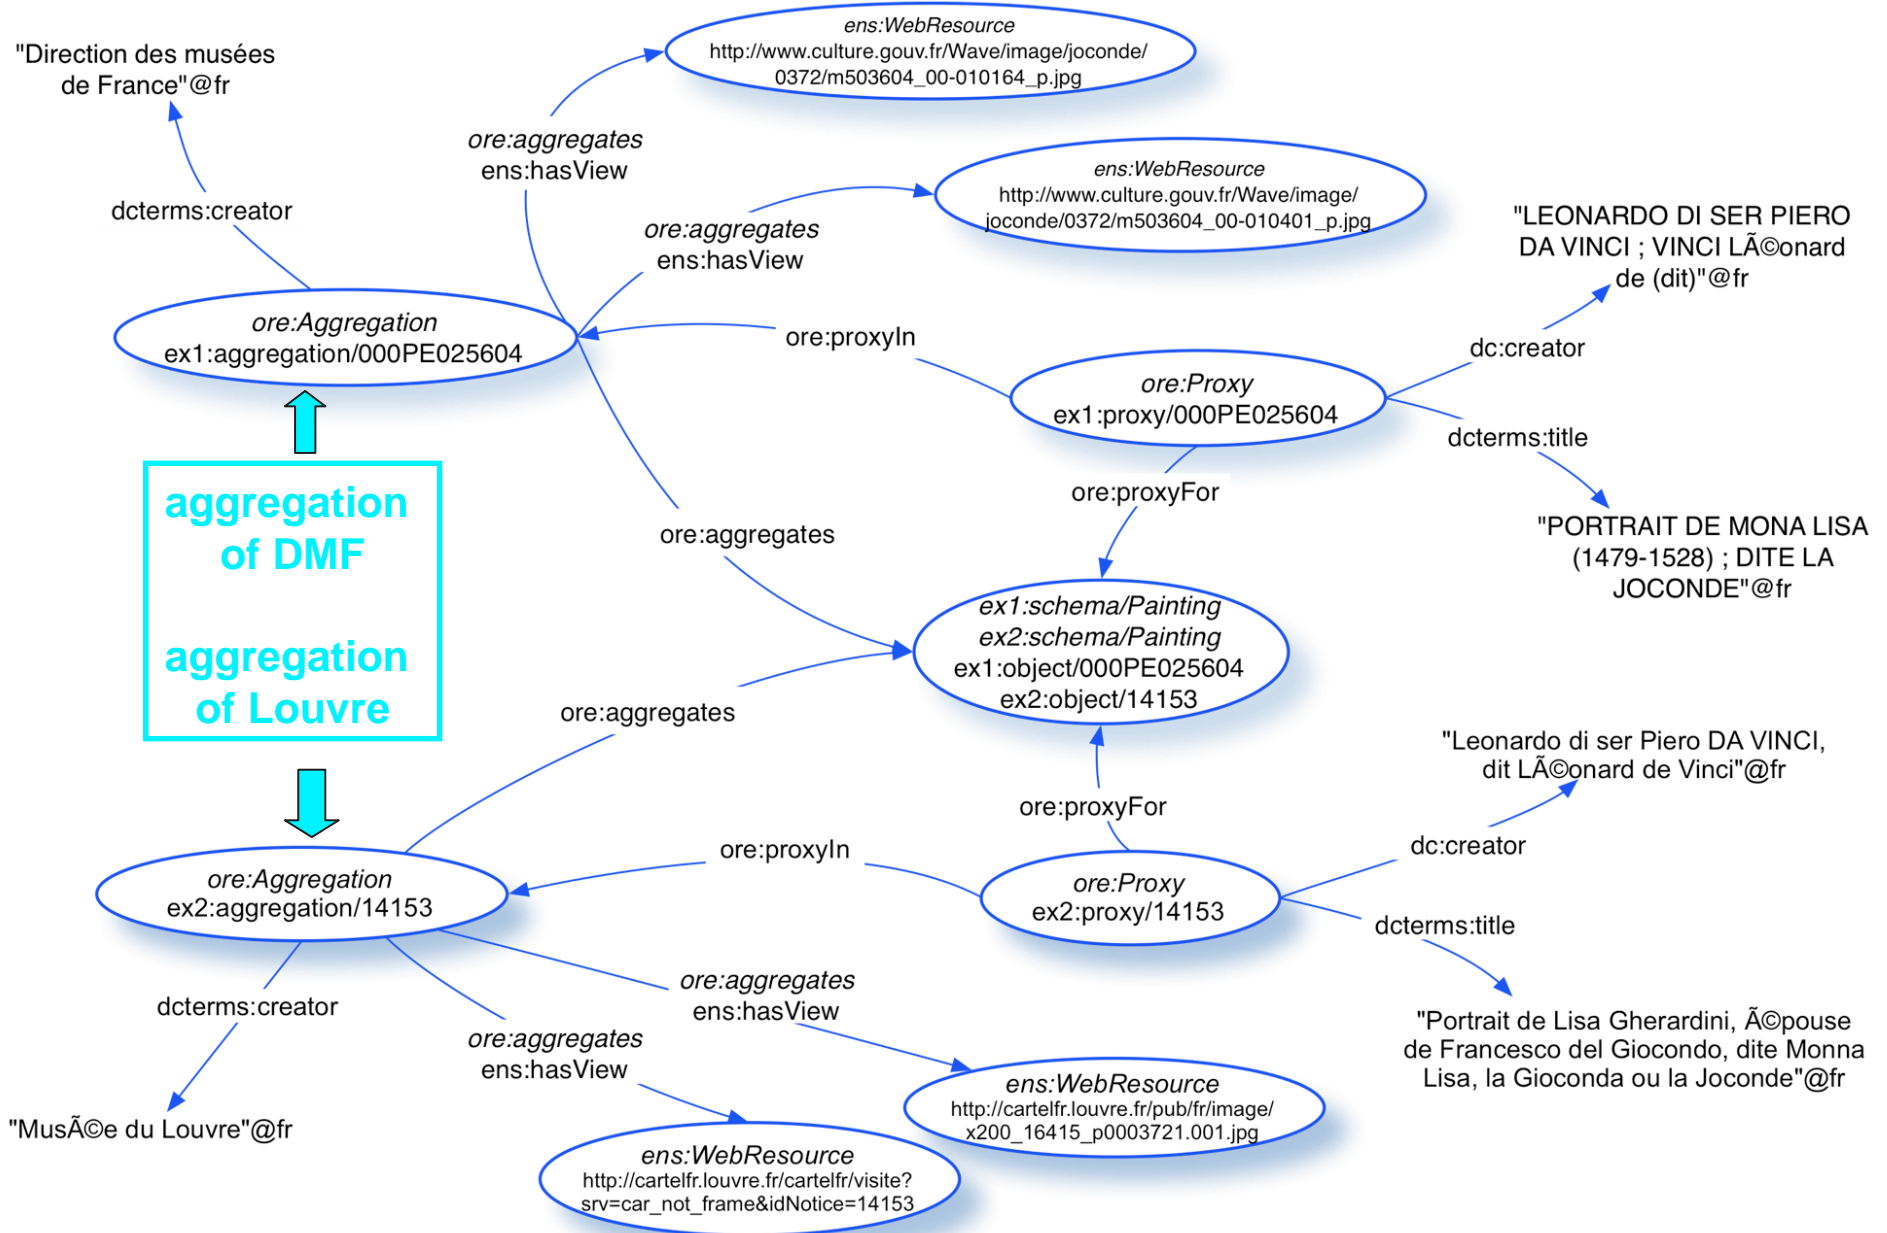 ens:WebResource
http://www.culture.gouv.fr/Wave/image/joconde/
0372/m503604_00-010164_p.jpg
"Direction des musées
de France"@fr
ore:aggregates
ens:hasView
ens:WebResource
http://www.culture.gouv.fr/Wave/image/
joconde/0372/m503604_00-010401_p.jpg
dcterms:creator
ore:aggregates
ens:hasView
"LEONARDO DI SER PIERO
DA VINCI ; VINCI LÃ©onard
de (dit)"@fr
ore:Aggregation
ex1:aggregation/000PE025604
ore:proxyIn
dc:creator
ore:Proxy
ex1:proxy/000PE025604
dcterms:title
aggregation
of DMF
aggregation
of Louvre
ore:proxyFor
ore:aggregates
"PORTRAIT DE MONA LISA
(1479-1528) ; DITE LA
JOCONDE"@fr
ex1:schema/Painting
ex2:schema/Painting
ex1:object/000PE025604
ex2:object/14153
ore:aggregates
"Leonardo di ser Piero DA VINCI,
dit LÃ©onard de Vinci"@fr
ore:proxyFor
ore:proxyIn
dc:creator
ore:Aggregation
ex2:aggregation/14153
ore:Proxy
ex2:proxy/14153
dcterms:title
ore:aggregates
ens:hasView
dcterms:creator
ore:aggregates
ens:hasView
"Portrait de Lisa Gherardini, Ã©pouse
de Francesco del Giocondo, dite Monna
Lisa, la Gioconda ou la Joconde"@fr
ens:WebResource
http://cartelfr.louvre.fr/pub/fr/image/
x200_16415_p0003721.001.jpg
"MusÃ©e du Louvre"@fr
ens:WebResource
http://cartelfr.louvre.fr/cartelfr/visite?
srv=car_not_frame&idNotice=14153